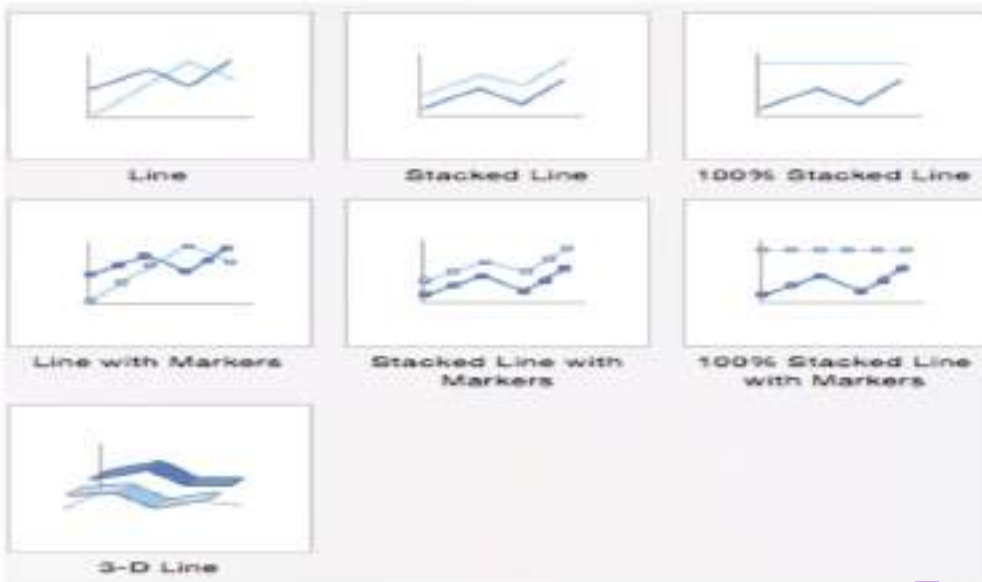 Line
Stacked Line
100% Stacked Line
Line with Markers
Stacked Line with
Markers
100% Stacked Line
with Markers
3-D Line